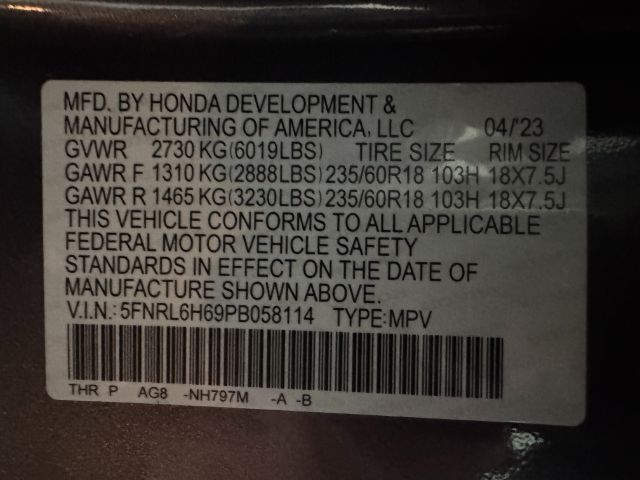 MFD. BY HONDA DEVELOPMENT &
MANUFACTURING OF AMERICA, LLC 04/'23
GVWR 2730 KG(6019LBS) TIRE SIZE RIM SIZE
GAWR F 1310 KG(2888LBS) 235/60R18 103H 18X7.5J
GAWR R 1465 KG(3230LBS) 235/60R18 103H 18X7.5J
THIS VEHICLE CONFORMS TO ALL APPLICABLE
FEDERAL MOTOR VEHICLE SAFETY
STANDARDS IN EFFECT ON THE DATE OF
MANUFACTURE SHOWN ABOVE.
V.I.N.: 5FNRL6H69PB058114 TYPE:MPV
THR P AG8 -NH797M -A -B